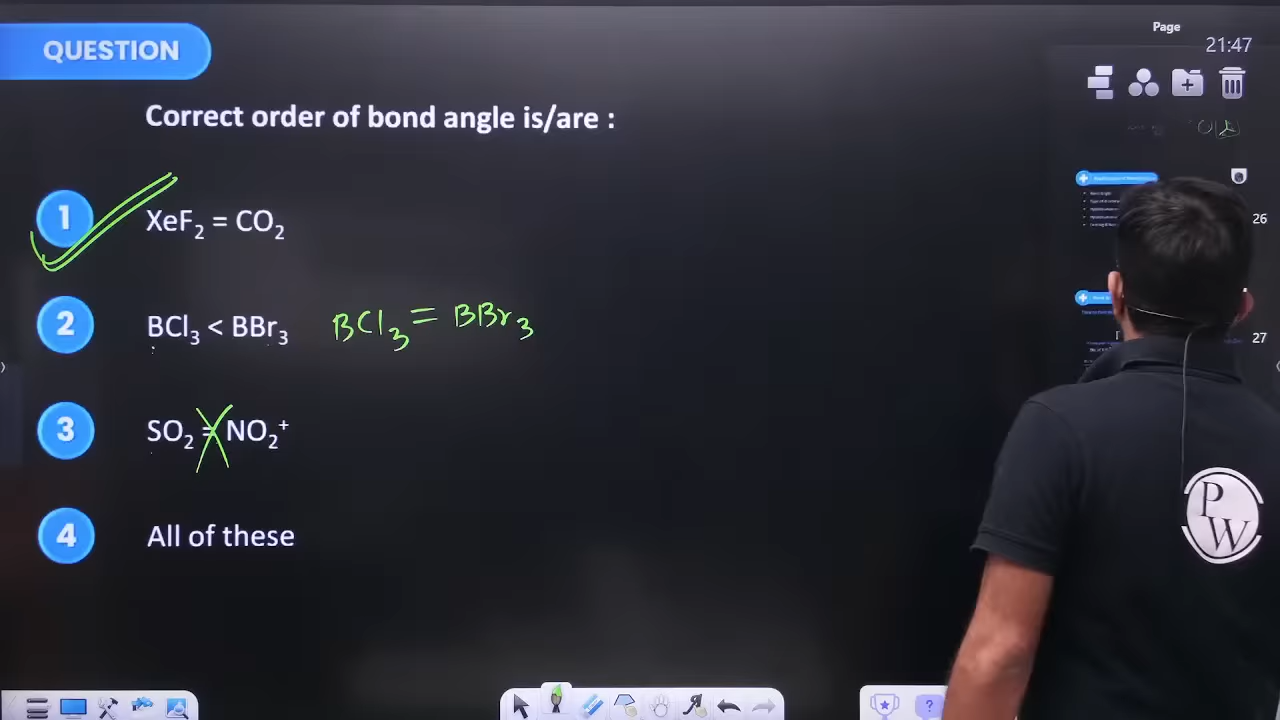 Page
21:47
QUESTION
Correct order of bond angle is/are :
1 XeF₂ = CO₂
26
2 BCl₃ < BBr₃ BCl₃ = BBr₃
27
3 SO₂ = NO₂⁺
4 All of these
PW
?